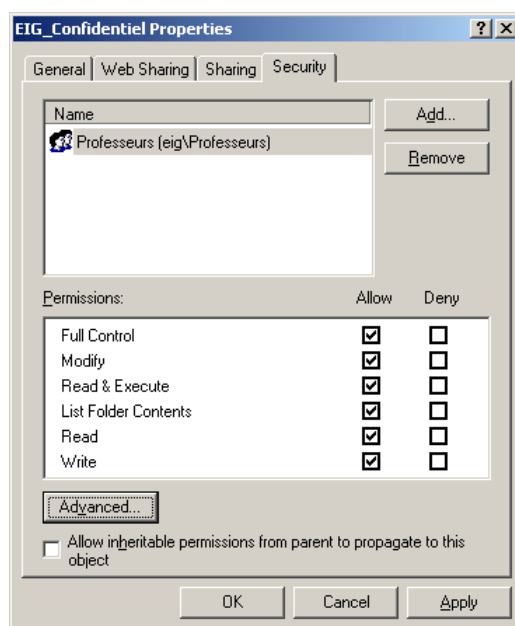 EIG_Confidentiel Properties
General Web Sharing Sharing Security
Name
Add...
Professeurs (eig\Professeurs)
Remove
Permissions: Allow Deny
Full Control
Modify
Read & Execute
List Folder Contents
Read
Write
Advanced...
Allow inheritable permissions from parent to propagate to this
object
OK Cancel Apply